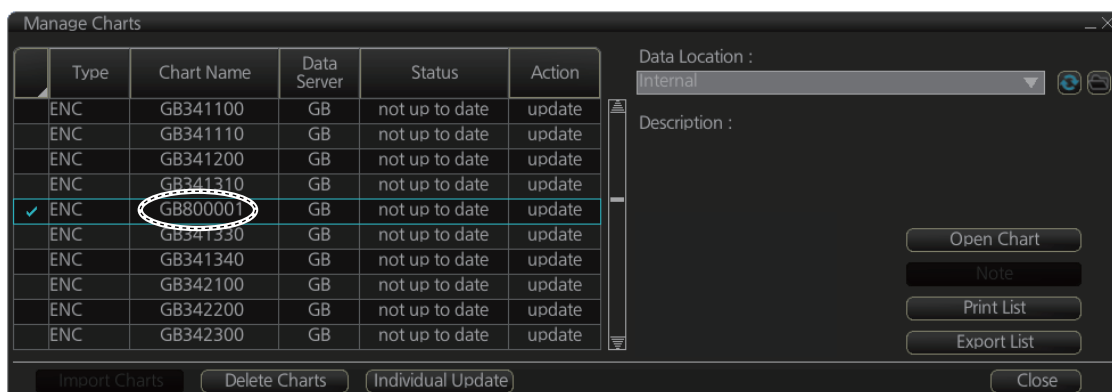 Manage Charts
Type Chart Name Data Server Status Action
ENC GB341100 GB not up to date update
ENC GB341110 GB not up to date update
ENC GB341200 GB not up to date update
ENC GB341310 GB not up to date update
✓ ENC GB800001 GB not up to date update
ENC GB341330 GB not up to date update
ENC GB341340 GB not up to date update
ENC GB342100 GB not up to date update
ENC GB342200 GB not up to date update
ENC GB342300 GB not up to date update
Data Location :
Internal
Description :
Open Chart
Note
Print List
Export List
Import Charts Delete Charts Individual Update Close